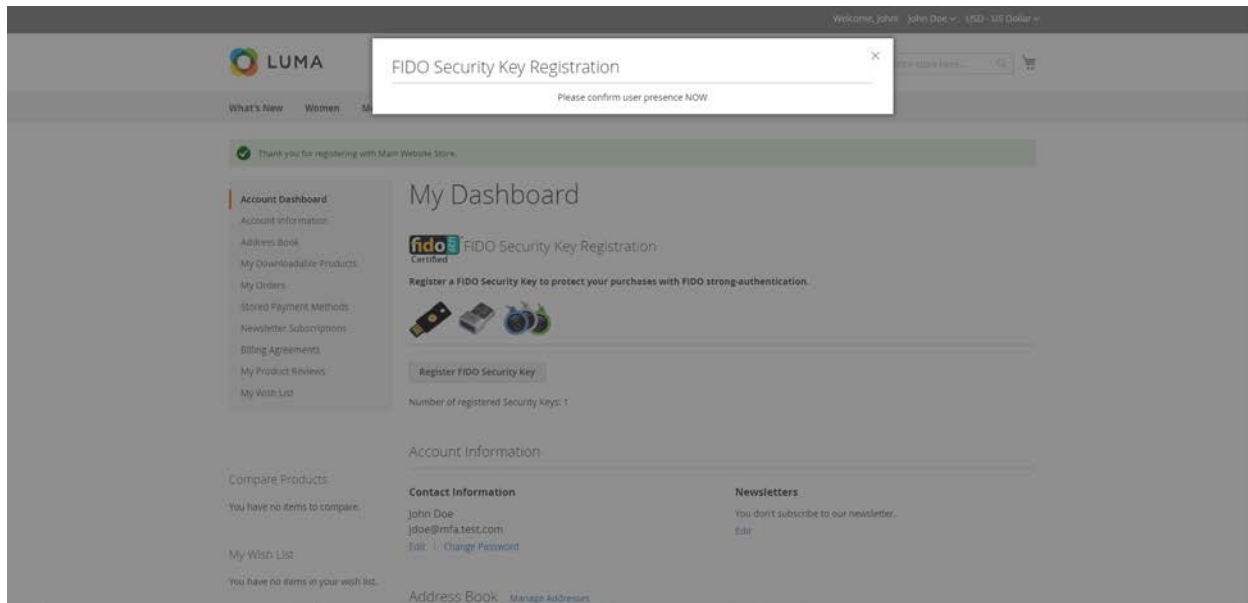 Welcome, John! John Doe USD - US Dollar
LUMA
FIDO Security Key Registration
Please confirm user presence NOW
store here...
What's New Women
Thank you for registering with Main Website Store.
Account Dashboard
Account Information
Address Book
My Downloadable Products
My Orders
Stored Payment Methods
Newsletter Subscriptions
Billing Agreements
My Product Reviews
My Wish List
Compare Products
You have no items to compare.
My Wish List
You have no items in your wish list.
My Dashboard
fido
Certified
FIDO Security Key Registration
Register a FIDO Security Key to protect your purchases with FIDO strong-authentication.
Register FIDO Security Key
Number of registered Security Keys: 1
Account Information
Contact Information
John Doe
jdoe@mfa.test.com
Edit | Change Password
Newsletters
You don't subscribe to our newsletter.
Edit
Address Book Manage Addresses